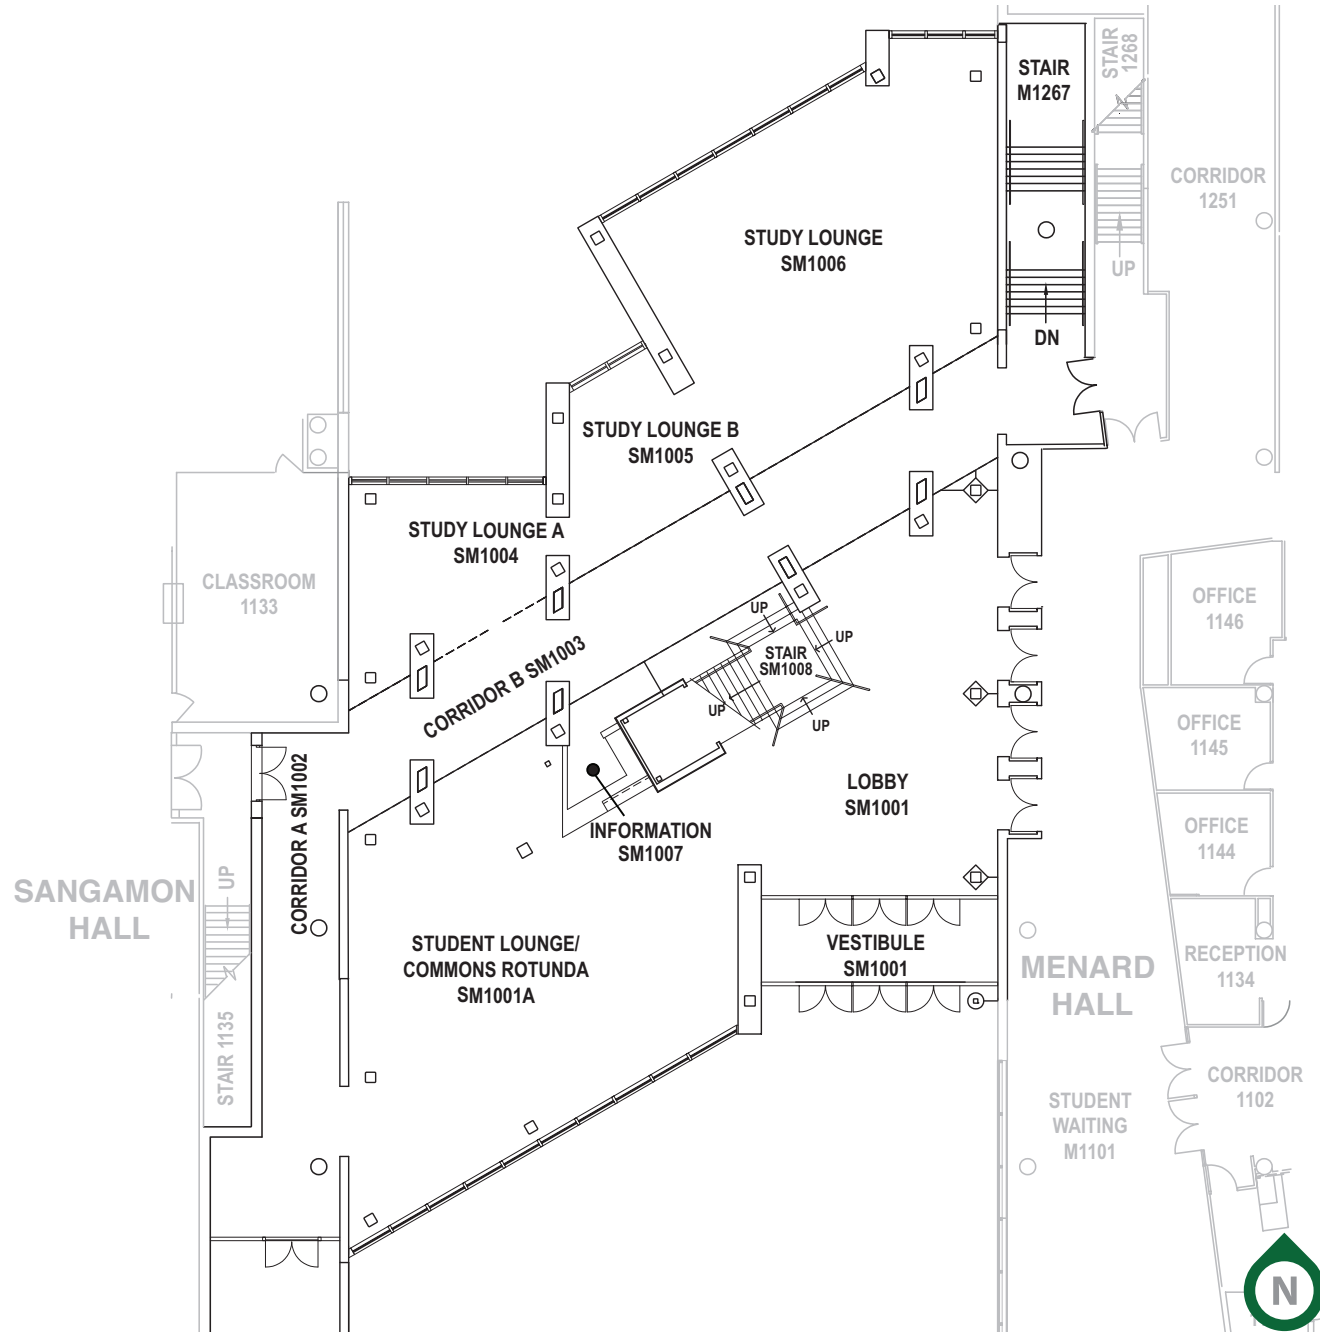 STAIR
M1267
STAIR
1268
CORRIDOR
1251
UP
DN
STUDY LOUNGE
SM1006
STUDY LOUNGE B
SM1005
STUDY LOUNGE A
SM1004
CLASSROOM
1133
CORRIDOR B SM1003
UP
UP
STAIR
SM1008
UP
UP
OFFICE
1146
OFFICE
1145
OFFICE
1144
LOBBY
SM1001
INFORMATION
SM1007
CORRIDOR A SM1002
UP
SANGAMON
HALL
STUDENT LOUNGE/
COMMONS ROTUNDA
SM1001A
VESTIBULE
SM1001
MENARD
HALL
RECEPTION
1134
STAIR 1135
CORRIDOR
1102
STUDENT
WAITING
M1101
N